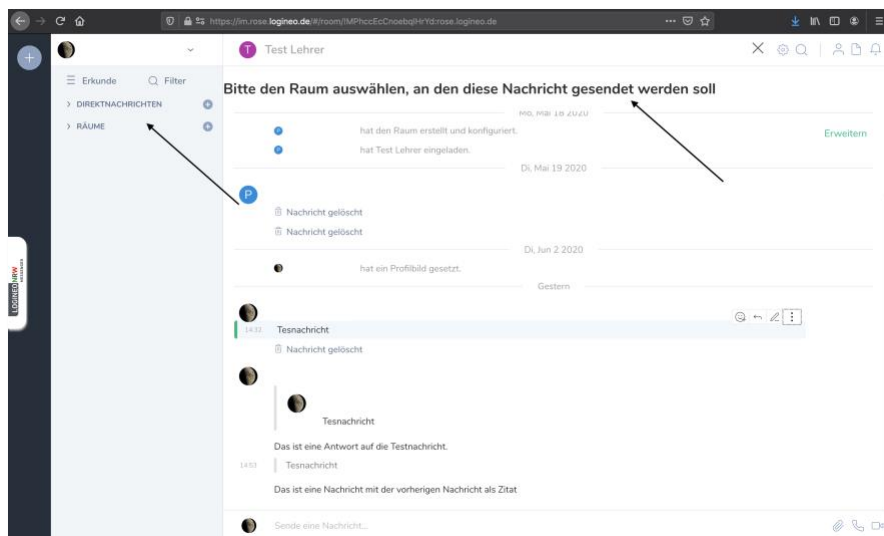 https://im.rose.logineo.de/#/room/!MPhccEcCnoebqlHrYd:rose.logineo.de
T Test Lehrer
Erkunde Filter
DIREKTNACHRICHTEN
RÄUME
Bitte den Raum auswählen, an den diese Nachricht gesendet werden soll
Mo, Mai 18 2020
P hat den Raum erstellt und konfiguriert.
Erweitern
P hat Test Lehrer eingeladen.
Di, Mai 19 2020
P
Nachricht gelöscht
Nachricht gelöscht
Di, Jun 2 2020
hat ein Profilbild gesetzt.
Gestern
14:33 Tesnachricht
Nachricht gelöscht
Tesnachricht
Das ist eine Antwort auf die Testnachricht.
14:53 Tesnachricht
Das ist eine Nachricht mit der vorherigen Nachricht als Zitat
Sende eine Nachricht...
LOGINEO NRW